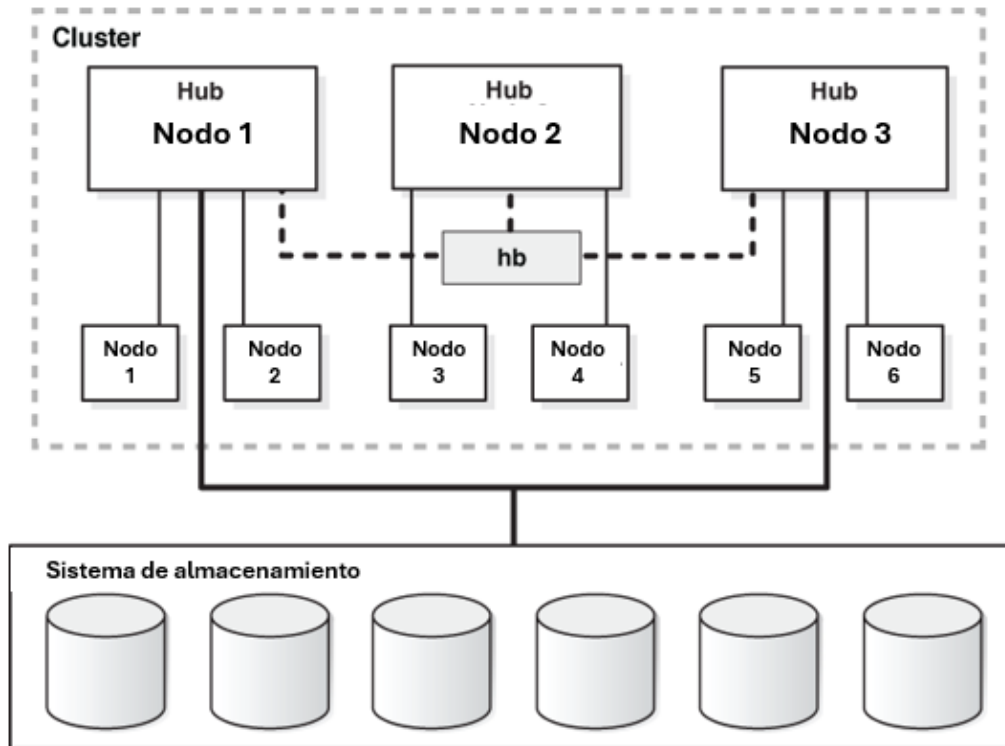 Cluster
Hub
Nodo 1
Hub
Nodo 2
Hub
Nodo 3
hb
Nodo
1
Nodo
2
Nodo
3
Nodo
4
Nodo
5
Nodo
6
Sistema de almacenamiento